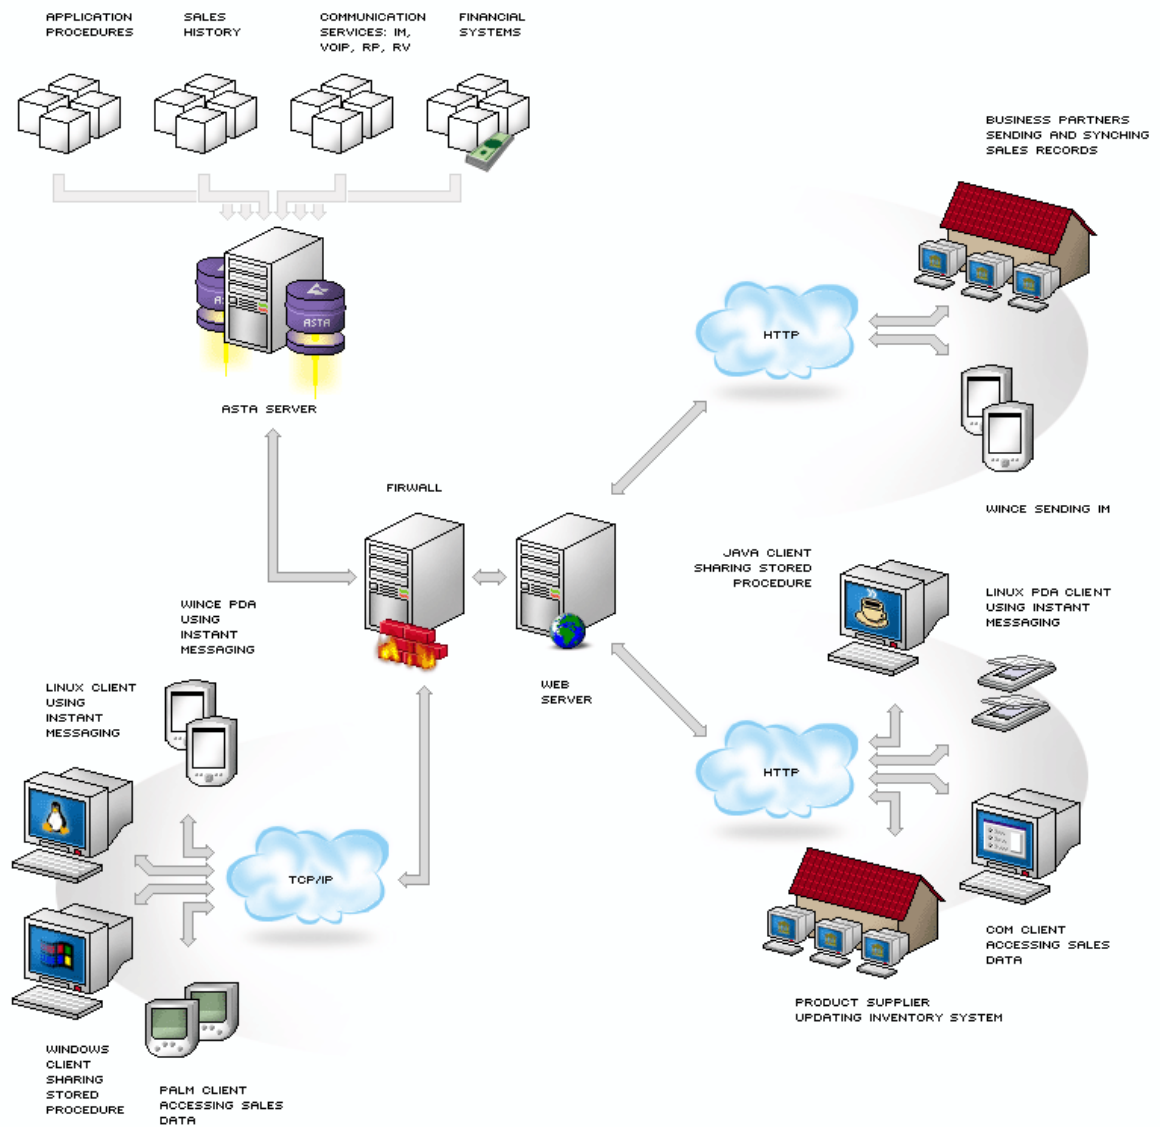 APPLICATION
PROCEDURES
SALES
HISTORY
COMMUNICATION
SERVICES: IM,
VOIP, RP, RV
FINANCIAL
SYSTEMS
BUSINESS PARTNERS
SENDING AND SYNCHING
SALES RECORDS
ASTA
ASTA SERVER
HTTP
WINCE SENDING IM
FIRWALL
JAVA CLIENT
SHARING STORED
PROCEDURE
LINUX PDA CLIENT
USING INSTANT
MESSAGING
WINCE PDA
USING
INSTANT
MESSAGING
WEB
SERVER
LINUX CLIENT
USING
INSTANT
MESSAGING
HTTP
TCP/IP
COM CLIENT
ACCESSING SALES
DATA
PRODUCT SUPPLIER
UPDATING INVENTORY SYSTEM
WINDOWS
CLIENT
SHARING
STORED
PROCEDURE
PALM CLIENT
ACCESSING SALES
DATA